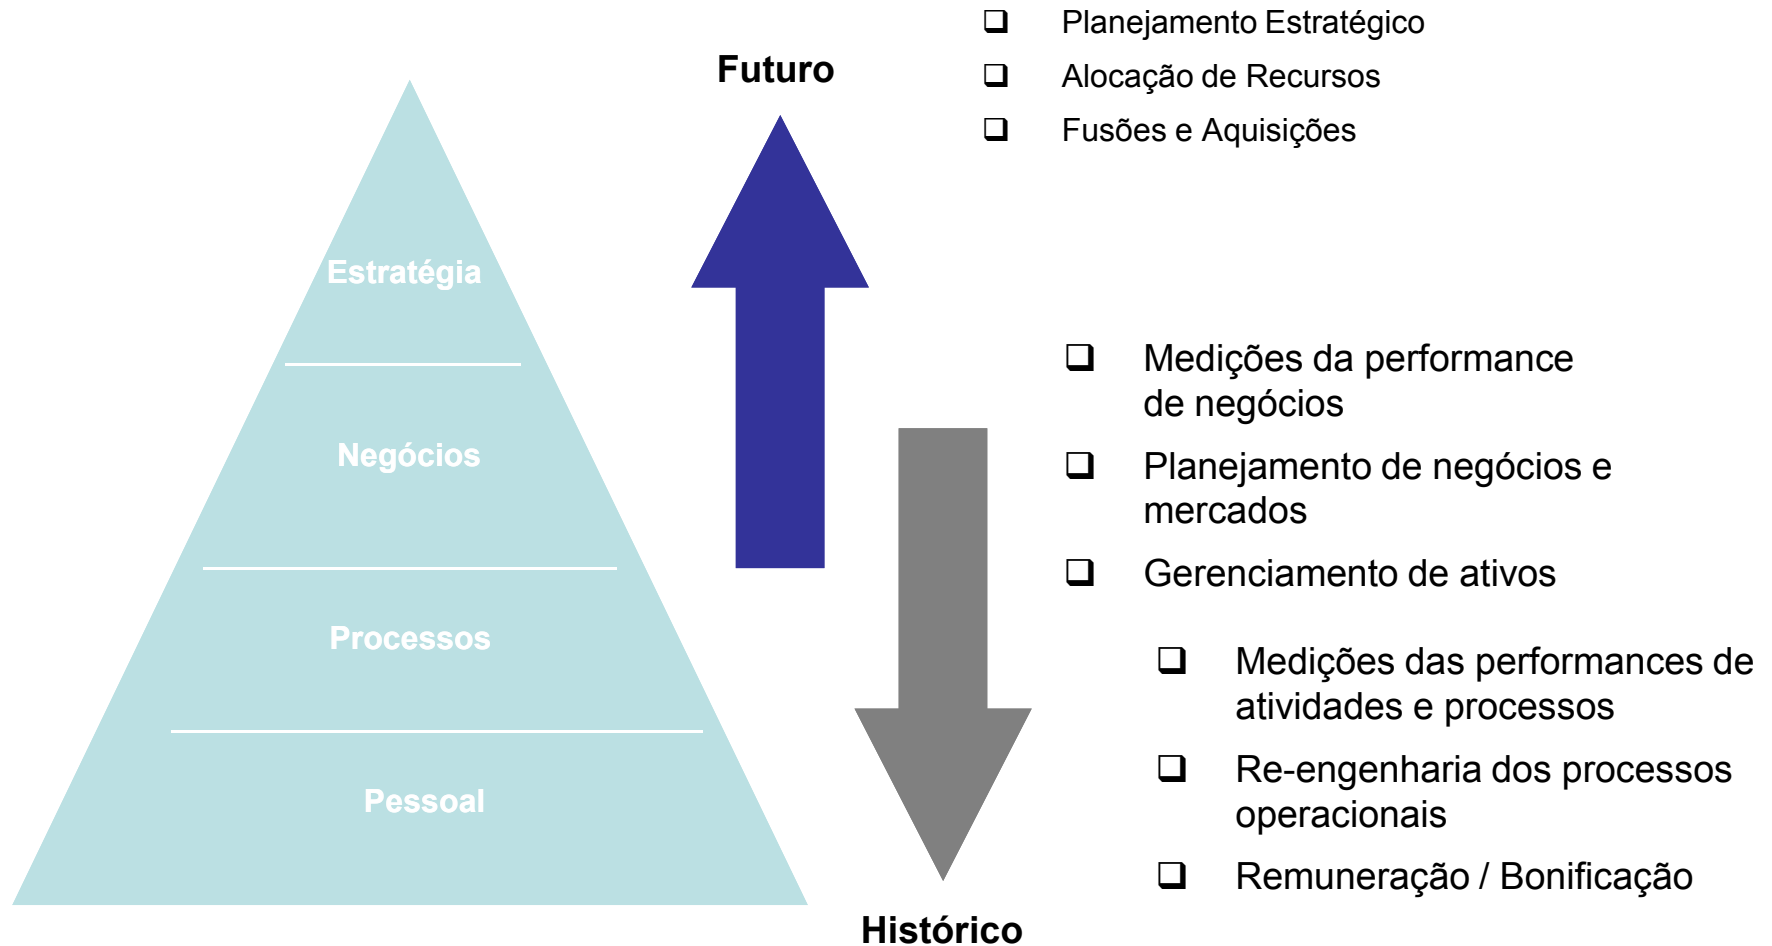 Estratégia
Negócios
Processos
Pessoal
Futuro
Histórico
❑ Planejamento Estratégico
❑ Alocação de Recursos
❑ Fusões e Aquisições
❑ Medições da performance
de negócios
❑ Planejamento de negócios e
mercados
❑ Gerenciamento de ativos
❑ Medições das performances de
atividades e processos
❑ Re-engenharia dos processos
operacionais
❑ Remuneração / Bonificação